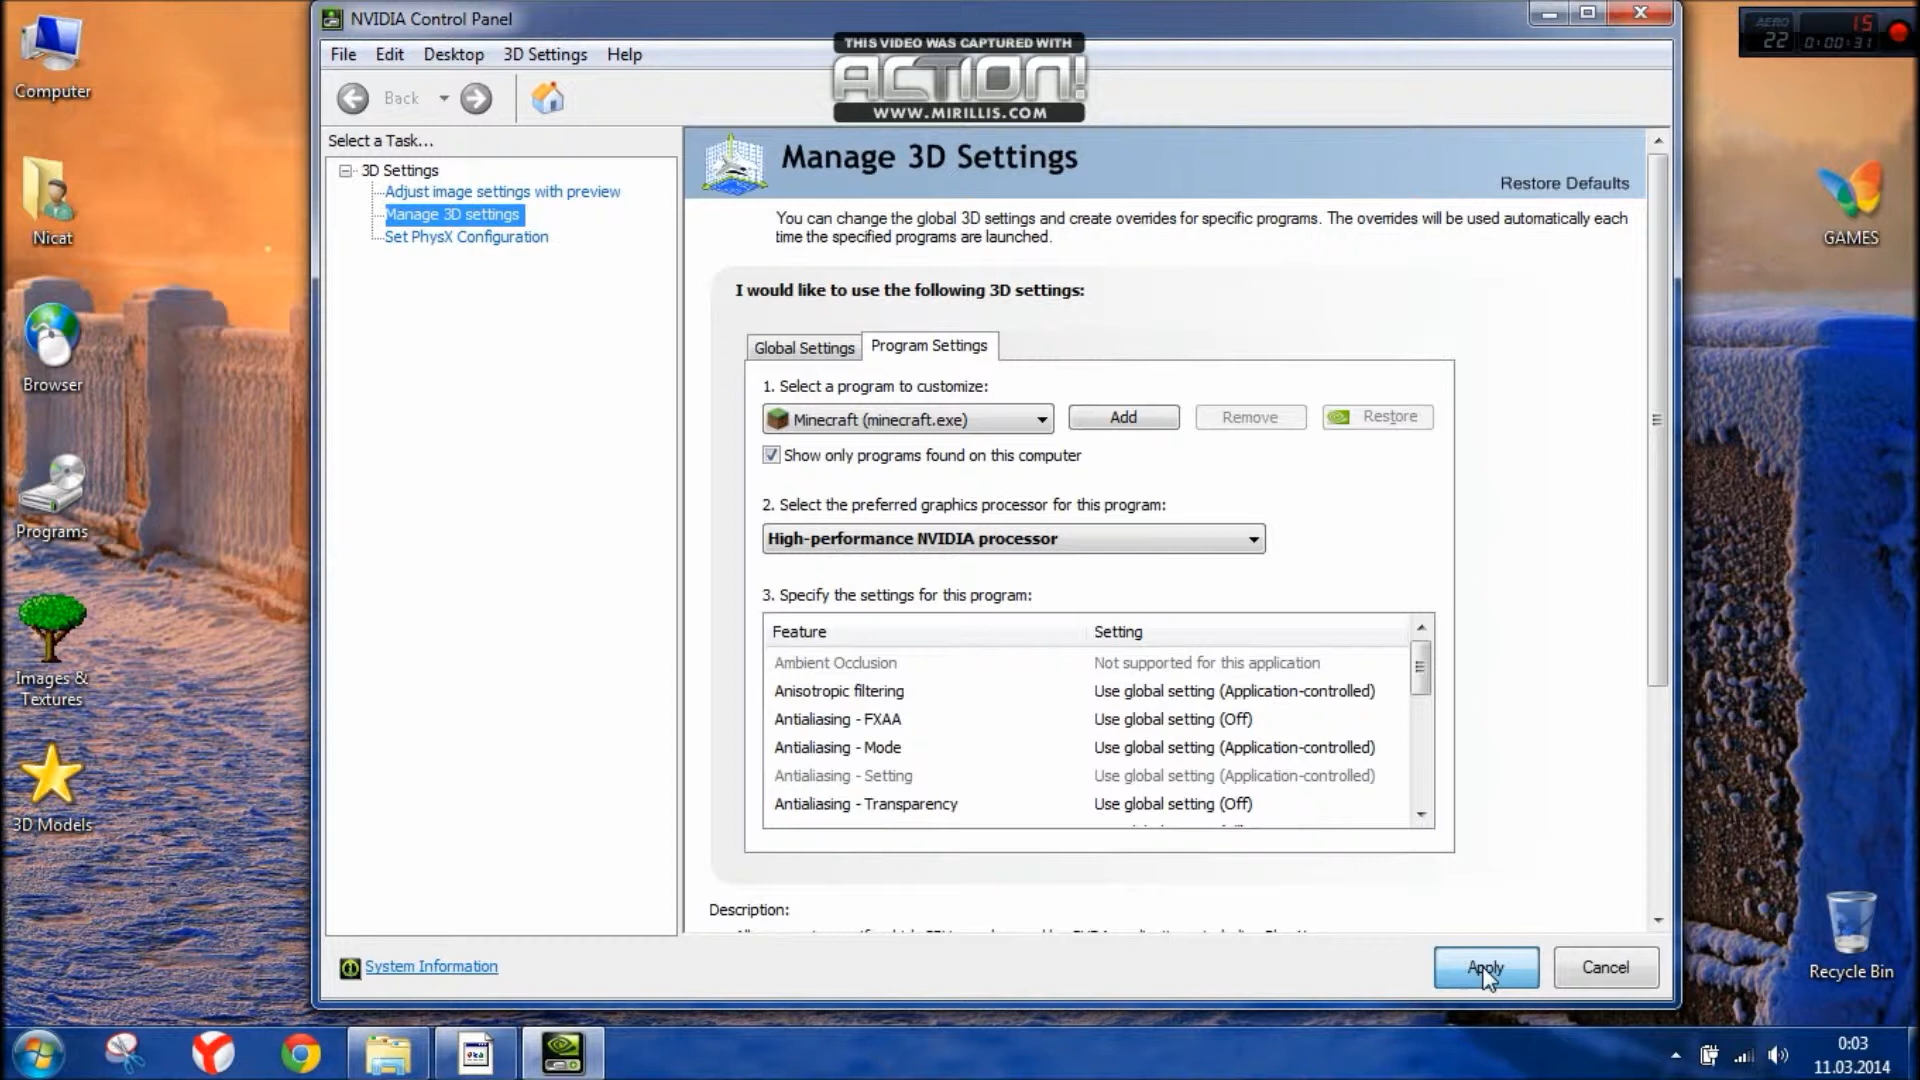 NVIDIA Control Panel
File Edit Desktop 3D Settings Help
Back
THIS VIDEO WAS CAPTURED WITH
ACTION!
WWW.MIRILLIS.COM
AERO
22
15
0:00:31
Computer
Nicat
Browser
Programs
Images &
Textures
3D Models
GAMES
Recycle Bin
Select a Task...
3D Settings
Adjust image settings with preview
Manage 3D settings
Set PhysX Configuration
Manage 3D Settings
Restore Defaults
You can change the global 3D settings and create overrides for specific programs. The overrides will be used automatically each
time the specified programs are launched.
I would like to use the following 3D settings:
Global Settings Program Settings
1. Select a program to customize:
Minecraft (minecraft.exe) Add Remove Restore
Show only programs found on this computer
2. Select the preferred graphics processor for this program:
High-performance NVIDIA processor
3. Specify the settings for this program:
Feature Setting
Ambient Occlusion Not supported for this application
Anisotropic filtering Use global setting (Application-controlled)
Antialiasing - FXAA Use global setting (Off)
Antialiasing - Mode Use global setting (Application-controlled)
Antialiasing - Setting Use global setting (Application-controlled)
Antialiasing - Transparency Use global setting (Off)
Description:
System Information
Apply Cancel
0:03
11.03.2014